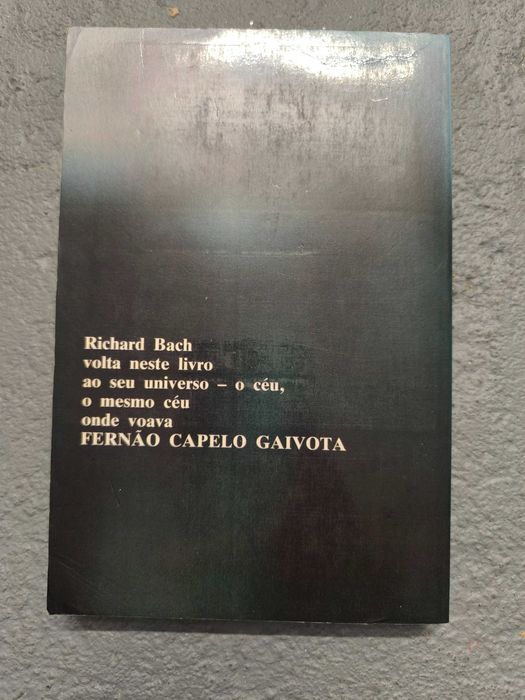 Richard Bach
volta neste livro
ao seu universo – o céu,
o mesmo céu
onde voava
FERNÃO CAPELO GAIVOTA